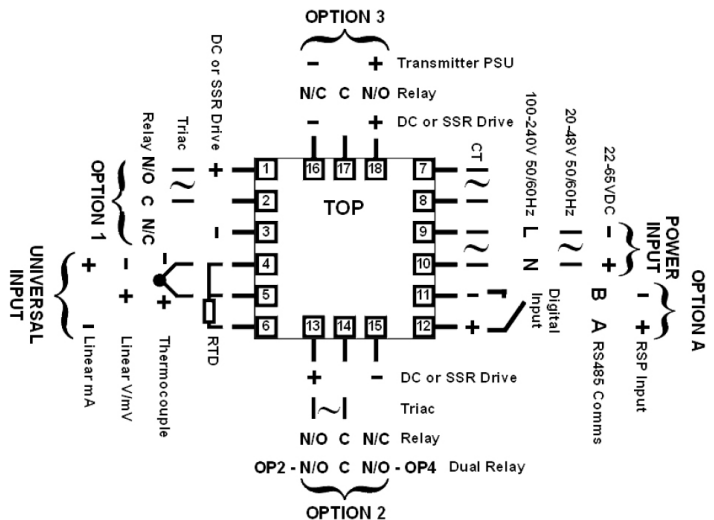 OPTION 3
- + Transmitter PSU
N/C C N/O Relay
- + DC or SSR Drive
16 17 18
TOP
1
2
3
4
5
6
7
8
9
10
11
12
13 14 15
DC or SSR Drive
+
-
Triac
~
Relay N/O C N/C
OPTION 1
UNIVERSAL
INPUT
+ - Linear mA
- + Linear V/mV
- + Thermocouple
RTD
CT
~
100-240V 50/60Hz
L
~
N
20-48V 50/60Hz
~
22-65VDC
- +
POWER
INPUT
OPTION A
- +
Digital
Input
B A RS485 Comms
- + RSP Input
+ - DC or SSR Drive
~ Triac
N/O C N/C Relay
OP2 - N/O C N/O - OP4 Dual Relay
OPTION 2